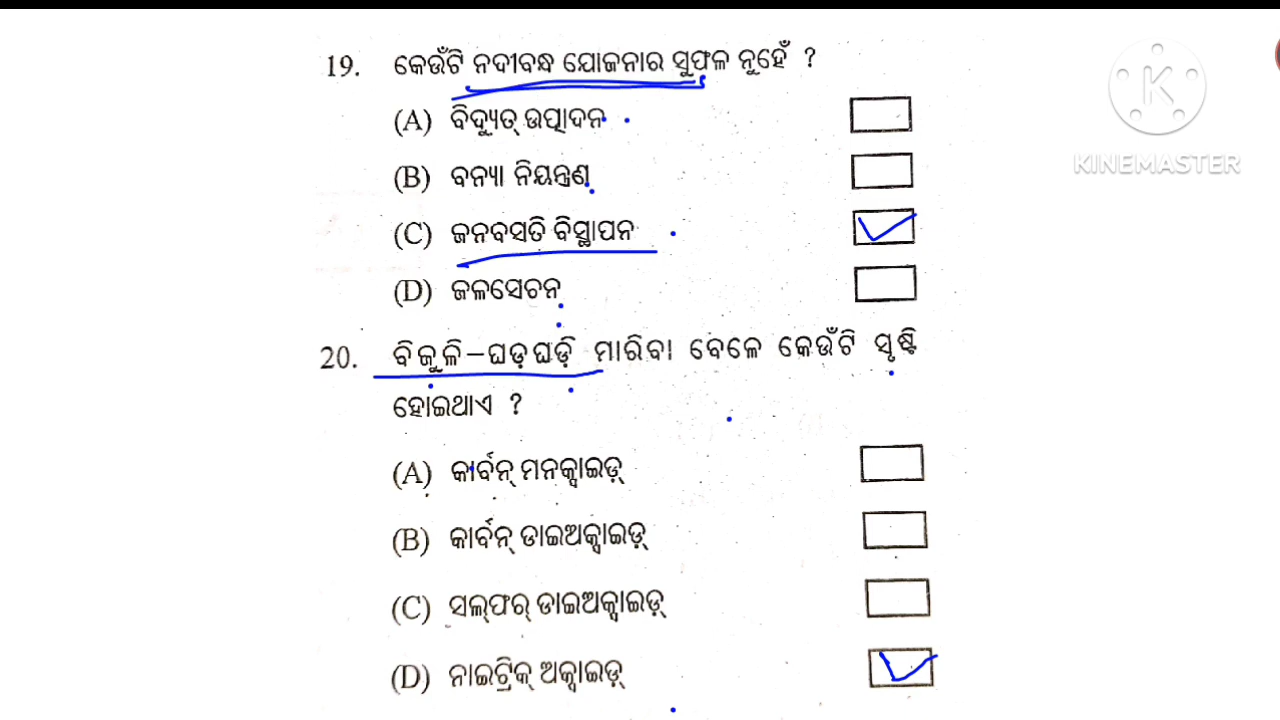 19. କେଉଁଟି ନଦୀବନ୍ଧ ଯୋଜନାର ସୁଫଳ ନୁହେଁ ?
(A) ବିଦ୍ୟୁତ୍ ଉତ୍ପାଦନ
(B) ବନ୍ୟା ନିୟନ୍ତ୍ରଣ
(C) ଜନବସତି ବିସ୍ଥାପନ
(D) ଜଳସେଚନ
20. ବିଜୁଳି–ଘଡ଼ଘଡ଼ି ମାରିବା ବେଳେ କେଉଁଟି ସୃଷ୍ଟି
ହୋଇଥାଏ ?
(A) କାର୍ବନ୍ ମନକ୍ସାଇଡ଼୍
(B) କାର୍ବନ୍ ଡାଇଅକ୍ସାଇଡ଼୍
(C) ସଲ୍‌ଫର୍ ଡାଇଅକ୍ସାଇଡ଼୍
(D) ନାଇଟ୍ରିକ୍ ଅକ୍ସାଇଡ଼୍
K
KINEMASTER